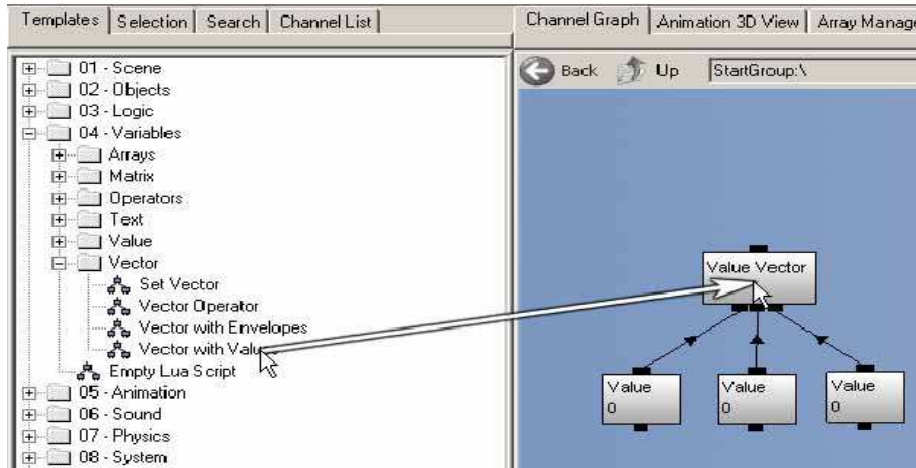 Templates Selection Search Channel List
01 - Scene
02 - Objects
03 - Logic
04 - Variables
Arrays
Matrix
Operators
Text
Value
Vector
Set Vector
Vector Operator
Vector with Envelopes
Vector with
Empty Lua Script
05 - Animation
06 - Sound
07 - Physics
08 - System
Channel Graph Animation 3D View Array Manage
Back Up StartGroup:\
Value Vector
Value
0
Value
0
Value
0